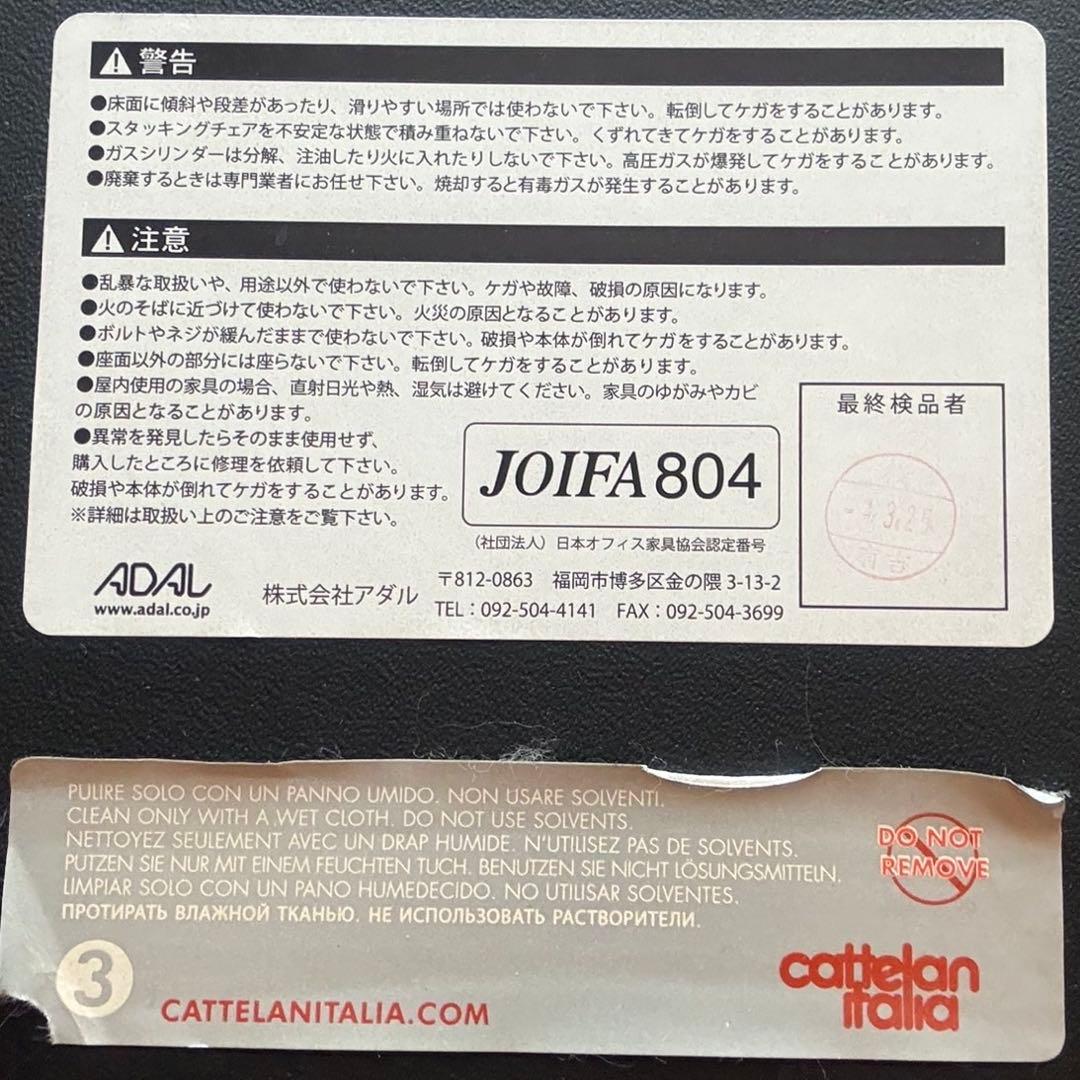 警告
●床面に傾斜や段差があったり、滑りやすい場所では使わないで下さい。転倒してケガをすることがあります。
●スタッキングチェアを不安定な状態で積み重ねないで下さい。くずれてきてケガをすることがあります。
●ガスシリンダーは分解、注油したり火に入れたりしないで下さい。高圧ガスが爆発してケガをすることがあります。
●廃棄するときは専門業者にお任せ下さい。焼却すると有毒ガスが発生することがあります。
注意
●乱暴な取扱いや、用途以外で使わないで下さい。ケガや故障、破損の原因になります。
●火のそばに近づけて使わないで下さい。火災の原因となることがあります。
●ボルトやネジが緩んだままで使わないで下さい。破損や本体が倒れてケガをすることがあります。
●座面以外の部分には座らないで下さい。転倒してケガをすることがあります。
●屋内使用の家具の場合、直射日光や熱、湿気は避けてください。家具のゆがみやカビ
の原因となることがあります。
●異常を発見したらそのまま使用せず、
購入したところに修理を依頼して下さい。
破損や本体が倒れてケガをすることがあります。
※詳細は取扱い上のご注意をご覧下さい。
JOIFA804
（社団法人）日本オフィス家具協会認定番号
最終検品者
ADAL
www.adal.co.jp
株式会社アダル
〒812-0863 福岡市博多区金の隈 3-13-2
TEL：092-504-4141 FAX：092-504-3699
PULIRE SOLO CON UN PANNO UMIDO. NON USARE SOLVENTI.
CLEAN ONLY WITH A WET CLOTH. DO NOT USE SOLVENTS.
NETTOYEZ SEULEMENT AVEC UN DRAP HUMIDE. N'UTILISEZ PAS DE SOLVENTS.
PUTZEN SIE NUR MIT EINEM FEUCHTEN TUCH. BENUTZEN SIE NICHT LÖSUNGSMITTELN.
LIMPIAR SOLO CON UN PANO HUMEDECIDO. NO UTILISAR SOLVENTES.
ПРОТИРАТЬ ВЛАЖНОЙ ТКАНЬЮ. НЕ ИСПОЛЬЗОВАТЬ РАСТВОРИТЕЛИ.
DO NOT
REMOVE
3
CATTELANITALIA.COM
cattelan
italia